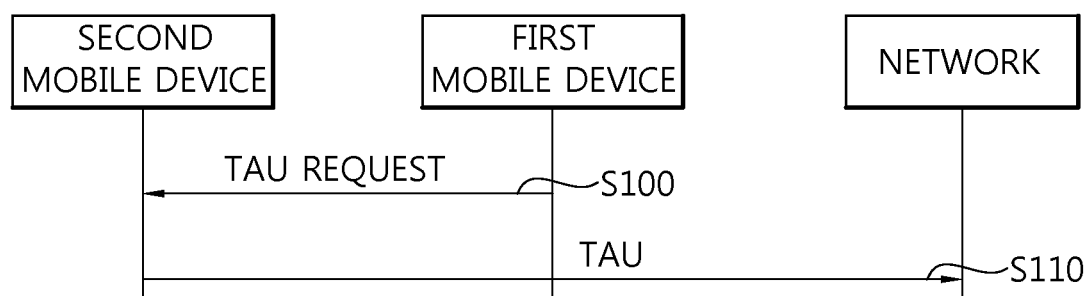 SECOND
MOBILE DEVICE
FIRST
MOBILE DEVICE
NETWORK
TAU REQUEST
S100
TAU
S110